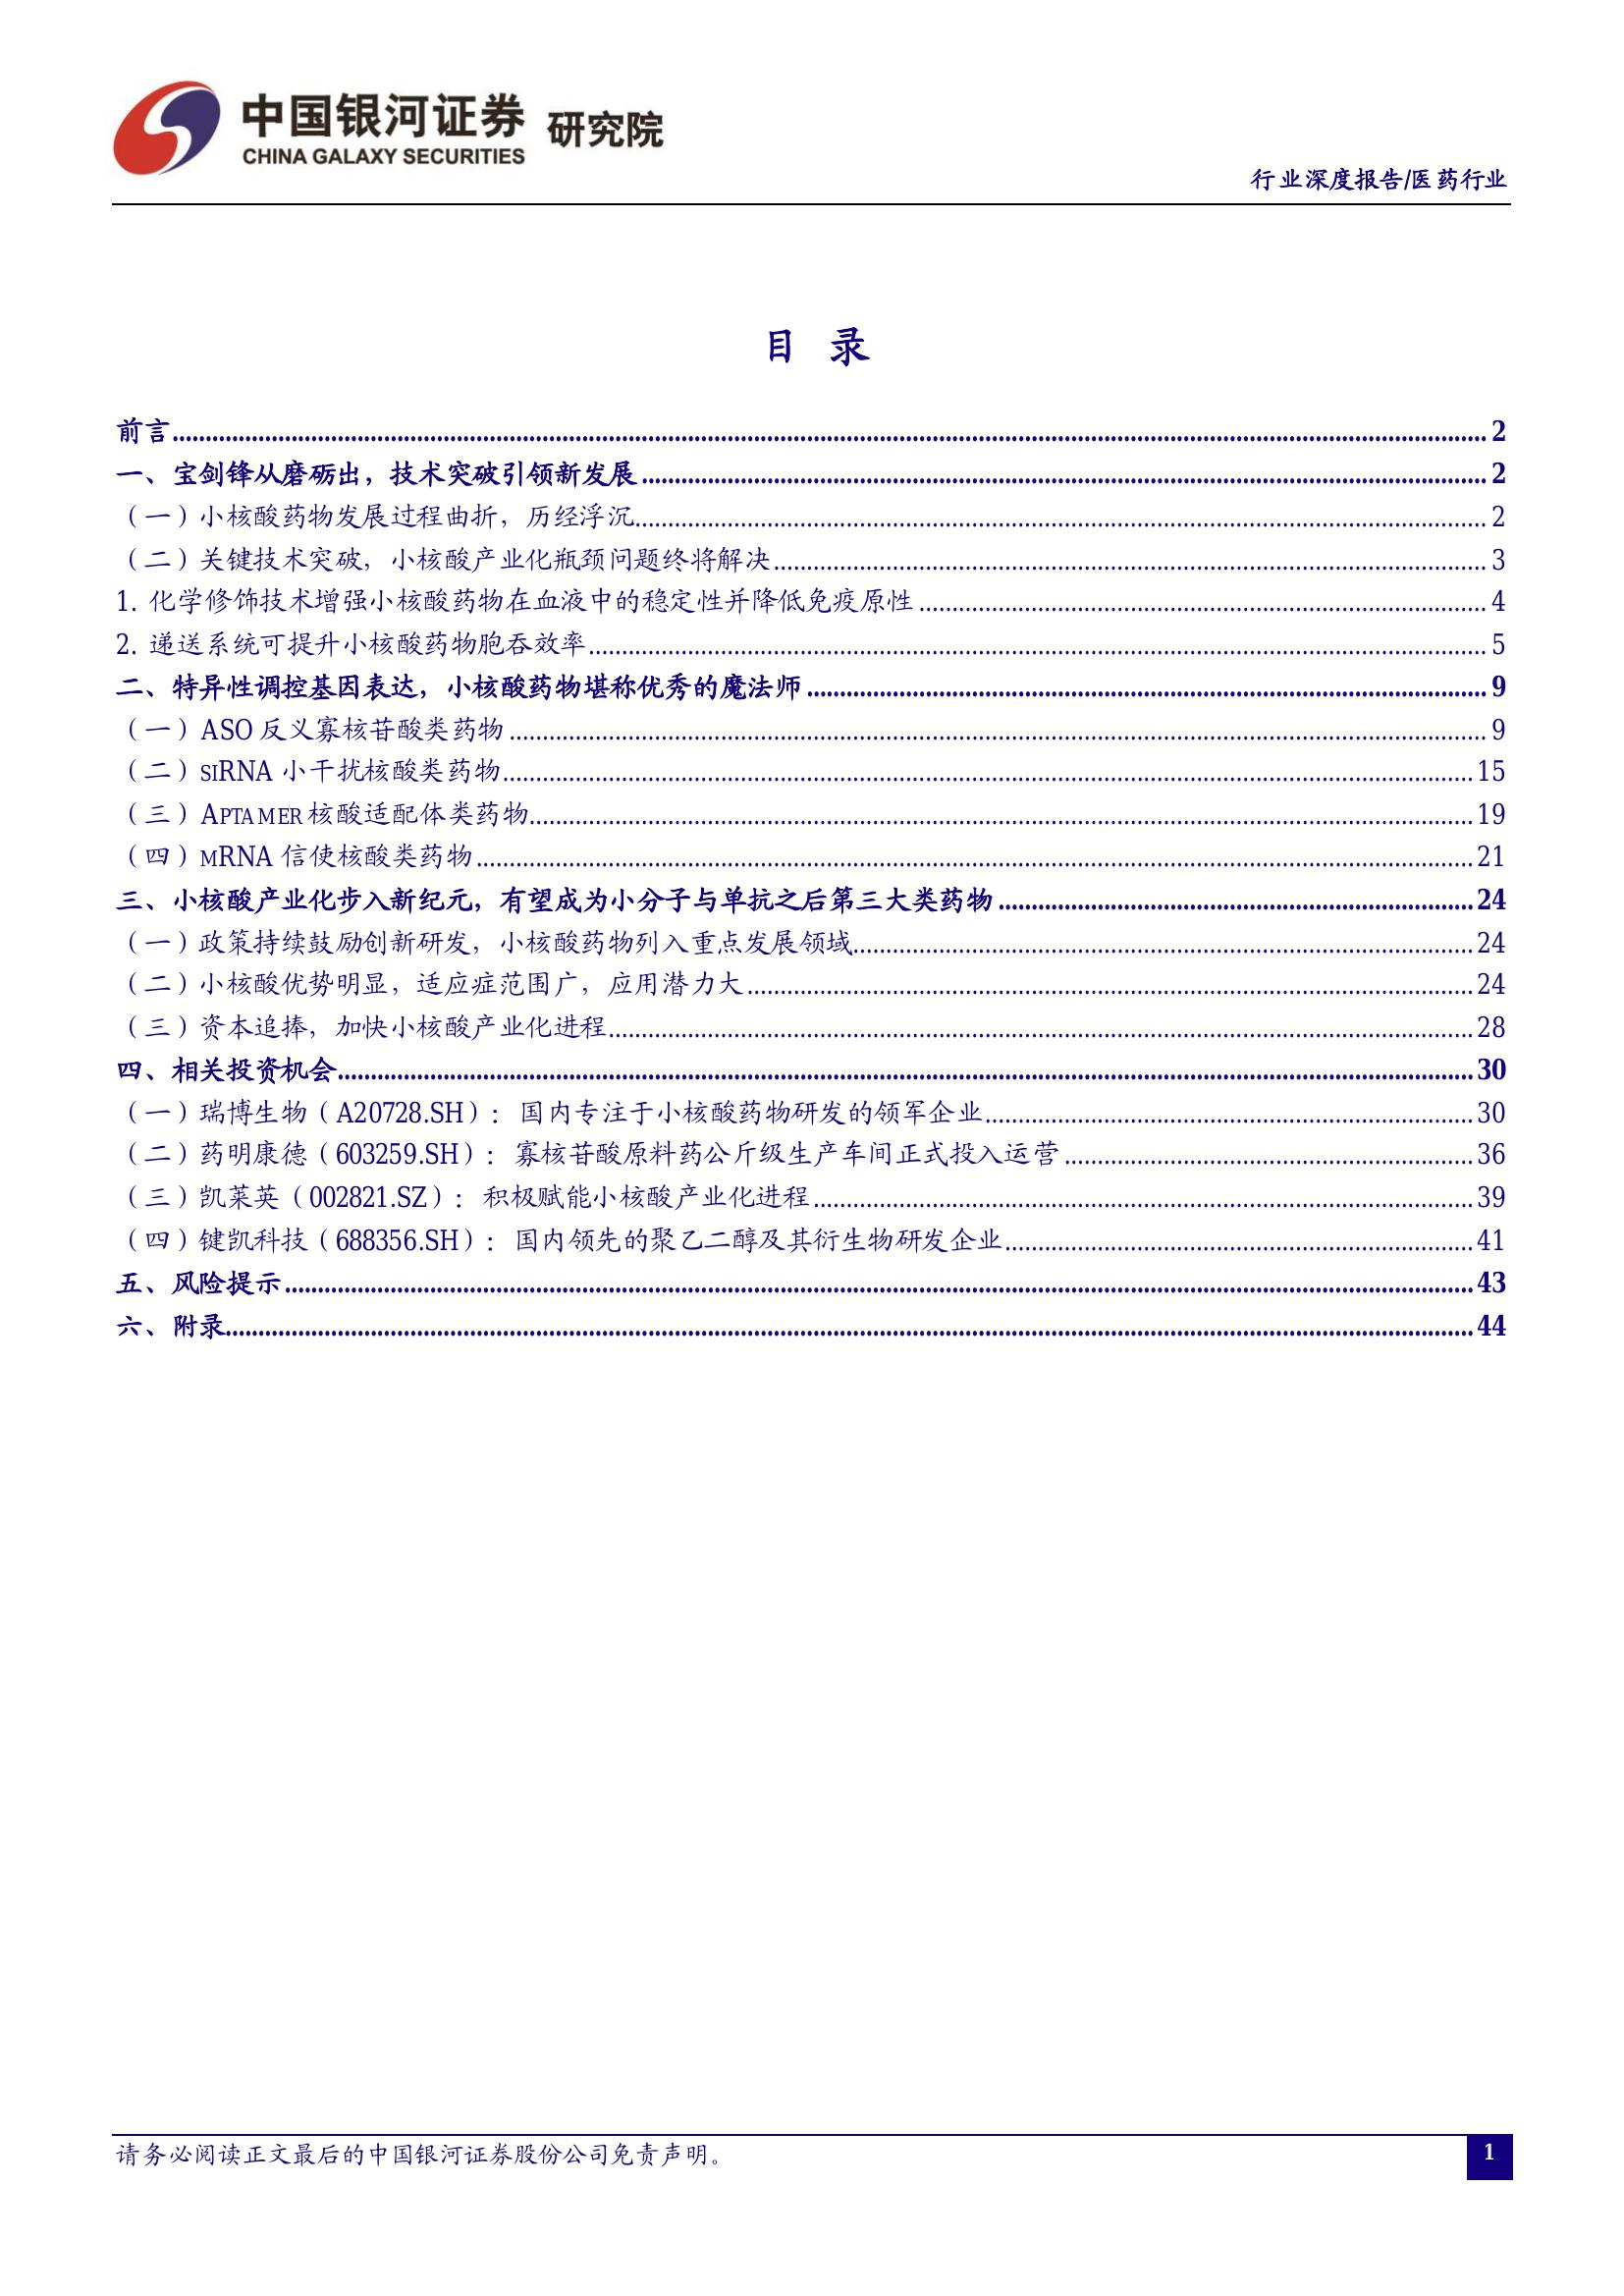 中国银河证券 研究院
CHINA GALAXY SECURITIES
行业深度报告/医药行业
目 录
前言 2
一、宝剑锋从磨砺出，技术突破引领新发展 2
（一）小核酸药物发展过程曲折，历经浮沉 2
（二）关键技术突破，小核酸产业化瓶颈问题终将解决 3
1. 化学修饰技术增强小核酸药物在血液中的稳定性并降低免疫原性 4
2. 递送系统可提升小核酸药物胞吞效率 5
二、特异性调控基因表达，小核酸药物堪称优秀的魔法师 9
（一）ASO 反义寡核苷酸类药物 9
（二）siRNA 小干扰核酸类药物 15
（三）Aptamer 核酸适配体类药物 19
（四）mRNA 信使核酸类药物 21
三、小核酸产业化步入新纪元，有望成为小分子与单抗之后第三大类药物 24
（一）政策持续鼓励创新研发，小核酸药物列入重点发展领域 24
（二）小核酸优势明显，适应症范围广，应用潜力大 24
（三）资本追捧，加快小核酸产业化进程 28
四、相关投资机会 30
（一）瑞博生物（A20728.SH）：国内专注于小核酸药物研发的领军企业 30
（二）药明康德（603259.SH）：寡核苷酸原料药公斤级生产车间正式投入运营 36
（三）凯莱英（002821.SZ）：积极赋能小核酸产业化进程 39
（四）键凯科技（688356.SH）：国内领先的聚乙二醇及其衍生物研发企业 41
五、风险提示 43
六、附录 44
请务必阅读正文最后的中国银河证券股份公司免责声明。
1